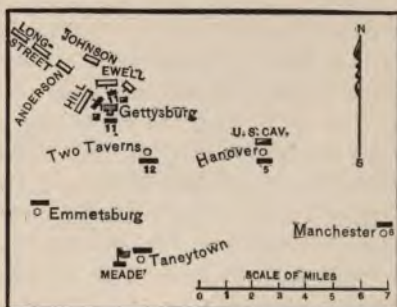 LONG-
STREET
JOHNSON
ANDERSON
EWELL
HILL
N
11
Gettysburg
U.S. CAV.
Two Taverns
Hanover
12
5
S
Emmetsburg
Manchester
6
Taneytown
MEADE
SCALE OF MILES
0 1 2 3 4 5 6 7